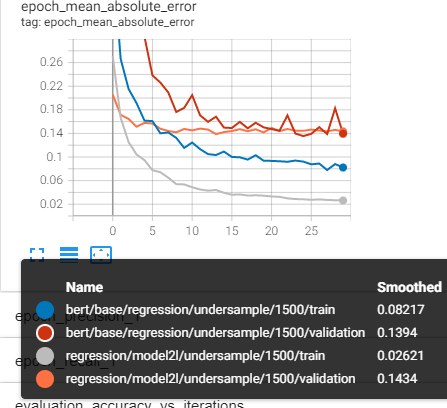 epoch_mean_absolute_error
tag: epoch_mean_absolute_error
0.26
0.22
0.18
0.14
0.1
0.06
0.02
0 5 10 15 20 25
Name Smoothed
bert/base/regression/undersample/1500/train 0.08217
bert/base/regression/undersample/1500/validation 0.1394
regression/model2l/undersample/1500/train 0.02621
regression/model2l/undersample/1500/validation 0.1434
epoch_precision_1
epoch_recall_1
evaluation_accuracy_vs_iterations